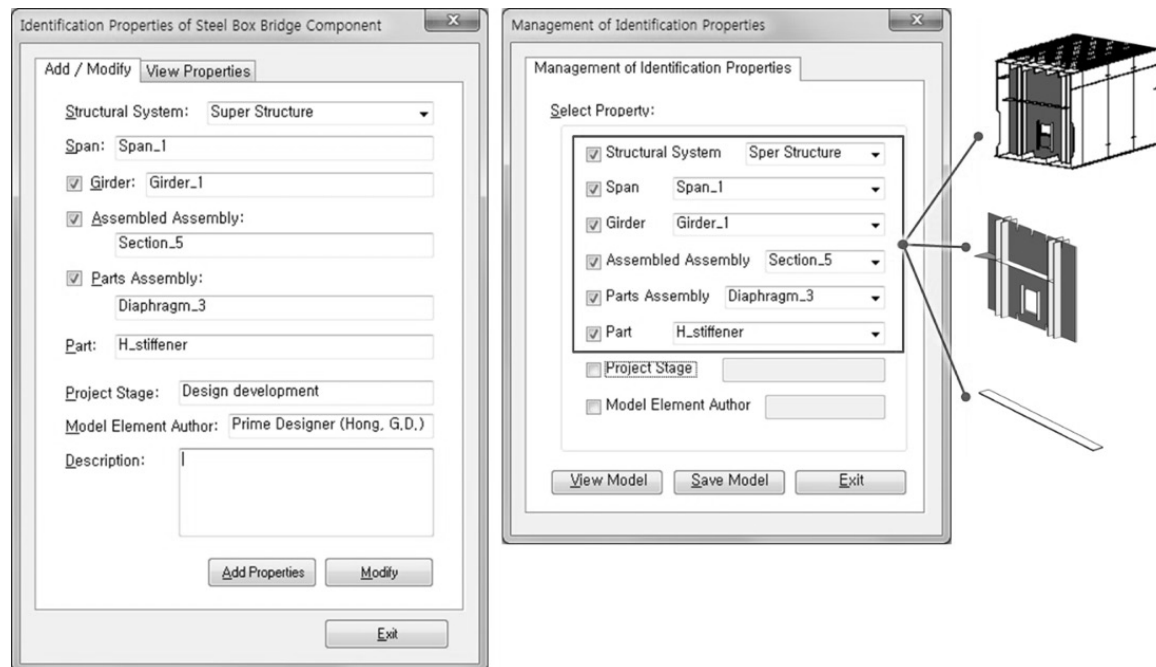 Identification Properties of Steel Box Bridge Component
x
Add / Modify
View Properties
Structural System: Super Structure
Span: Span_1
Girder: Girder_1
Assembled Assembly:
Section_5
Parts Assembly:
Diaphragm_3
Part: H_stiffener
Project Stage: Design development
Model Element Author: Prime Designer (Hong, G.D.)
Description:
Add Properties
Modify
Exit
Management of Identification Properties
x
Management of Identification Properties
Select Property:
Structural System Sper Structure
Span Span_1
Girder Girder_1
Assembled Assembly Section_5
Parts Assembly Diaphragm_3
Part H_stiffener
Project Stage
Model Element Author
View Model
Save Model
Exit